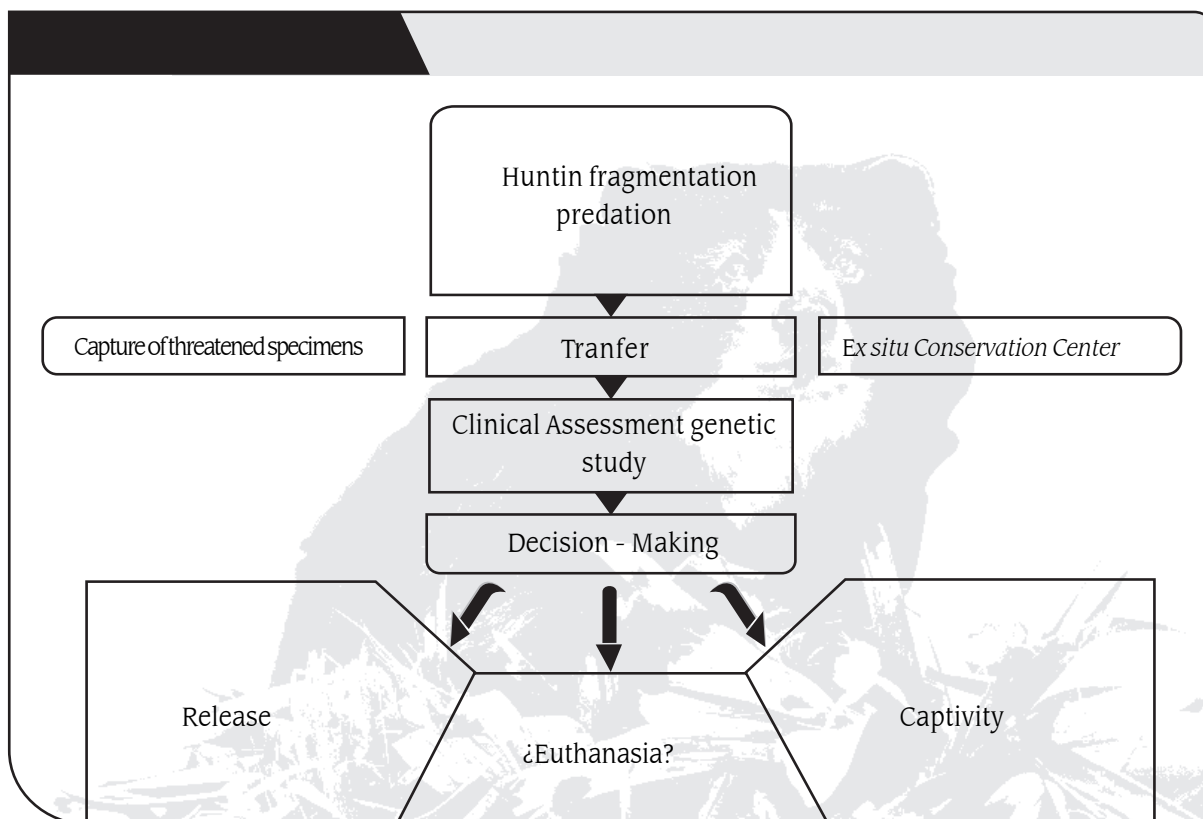 Huntin fragmentation
predation
Capture of threatened specimens
Tranfer
Ex situ Conservation Center
Clinical Assessment genetic
study
Decision - Making
Release
¿Euthanasia?
Captivity